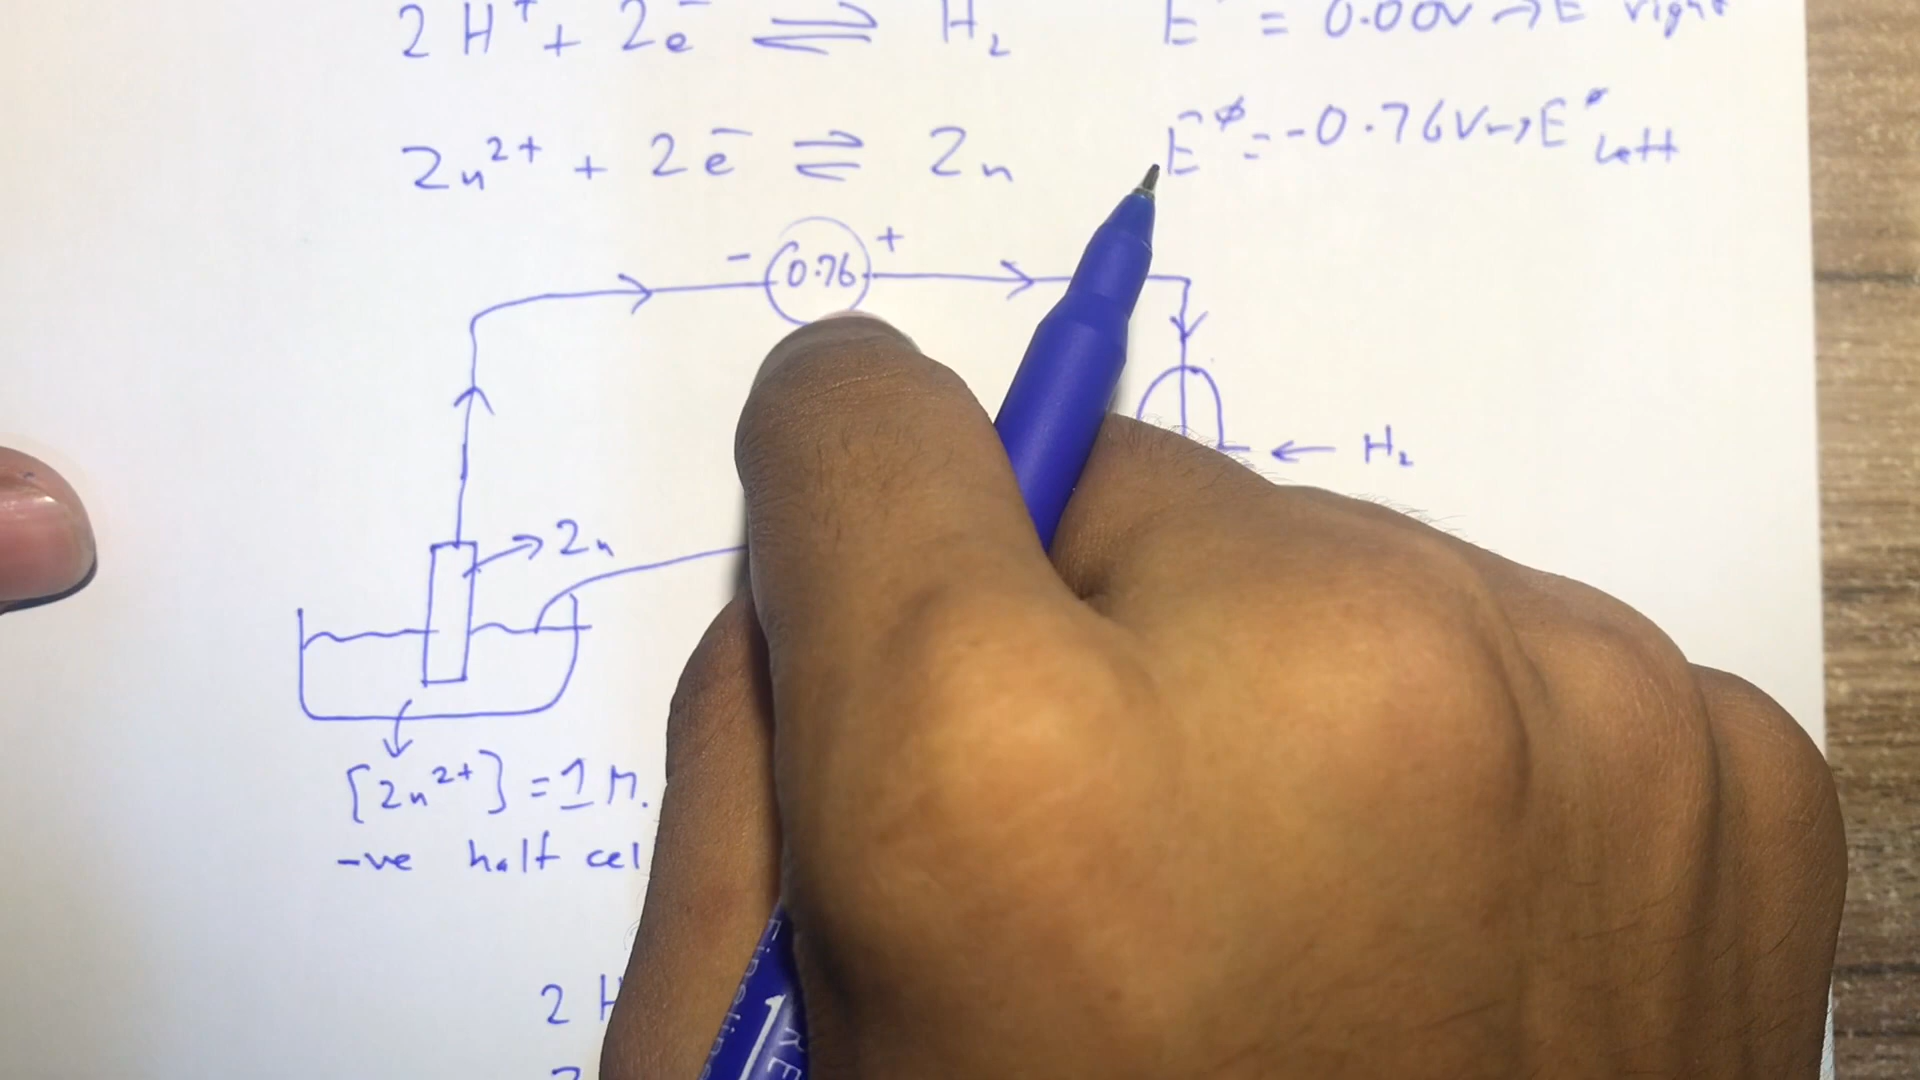 2 H⁺ + 2e⁻ ⇌ H₂ E = 0.00V → E right
Zn²⁺ + 2e⁻ ⇌ Zn E⦵ = -0.76V → E° Left
- 0.76 +
← H₂
→ Zn
[Zn²⁺] = 1 M.
-ve half cel
2 H
Fineline